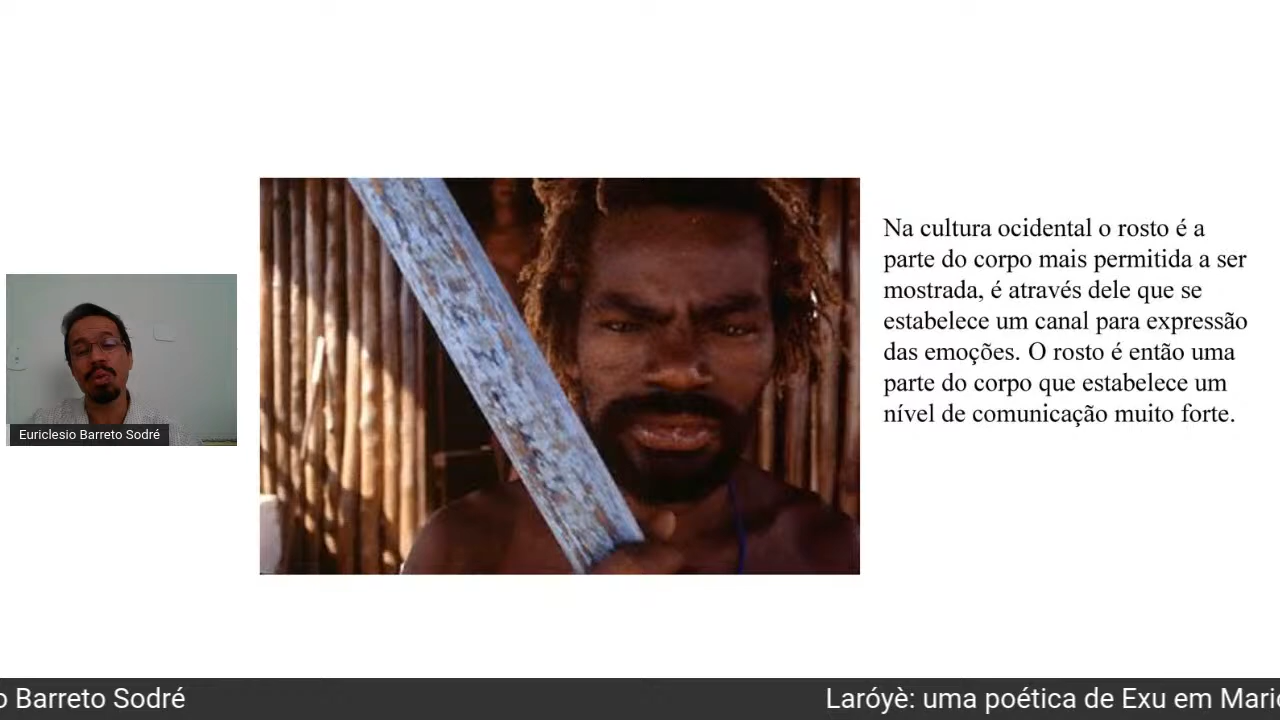 Na cultura ocidental o rosto é a
parte do corpo mais permitida a ser
mostrada, é através dele que se
estabelece um canal para expressão
das emoções. O rosto é então uma
parte do corpo que estabelece um
nível de comunicação muito forte.
Euriclesio Barreto Sodré
o Barreto Sodré
Laróyè: uma poética de Exu em Mario